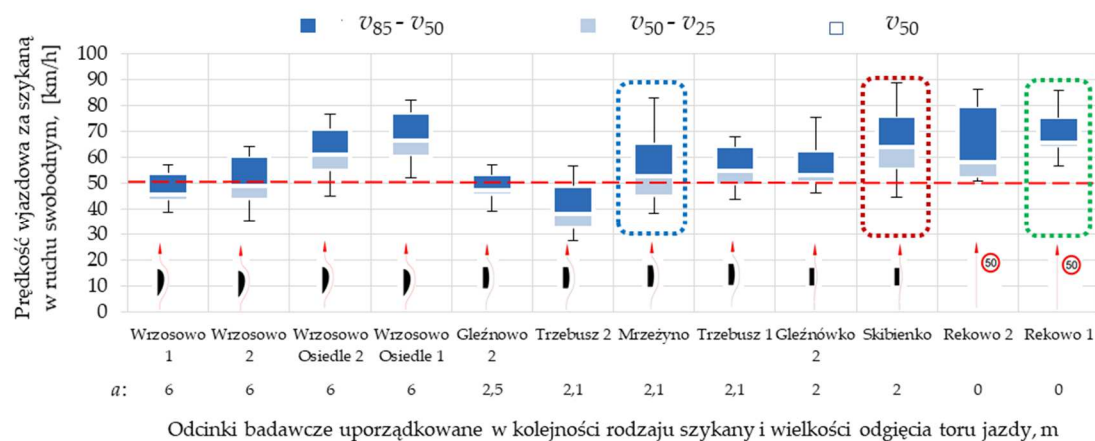 v85 - v50 v50 - v25 v50
Prędkość wjazdowa za szykaną
w ruchu swobodnym, [km/h]
100
90
80
70
60
50
40
30
20
10
0
50 50
Wrzosowo Wrzosowo Wrzosowo Wrzosowo Gleźnowo Trzebusz 2 Mrzeżyno Trzebusz 1 Gleźnówko Skibienko Rekowo 2 Rekowo 1
1 2 Osiedle 2 Osiedle 1 2 2
a: 6 6 6 6 2,5 2,1 2,1 2,1 2 2 0 0
Odcinki badawcze uporządkowane w kolejności rodzaju szykany i wielkości odgięcia toru jazdy, m